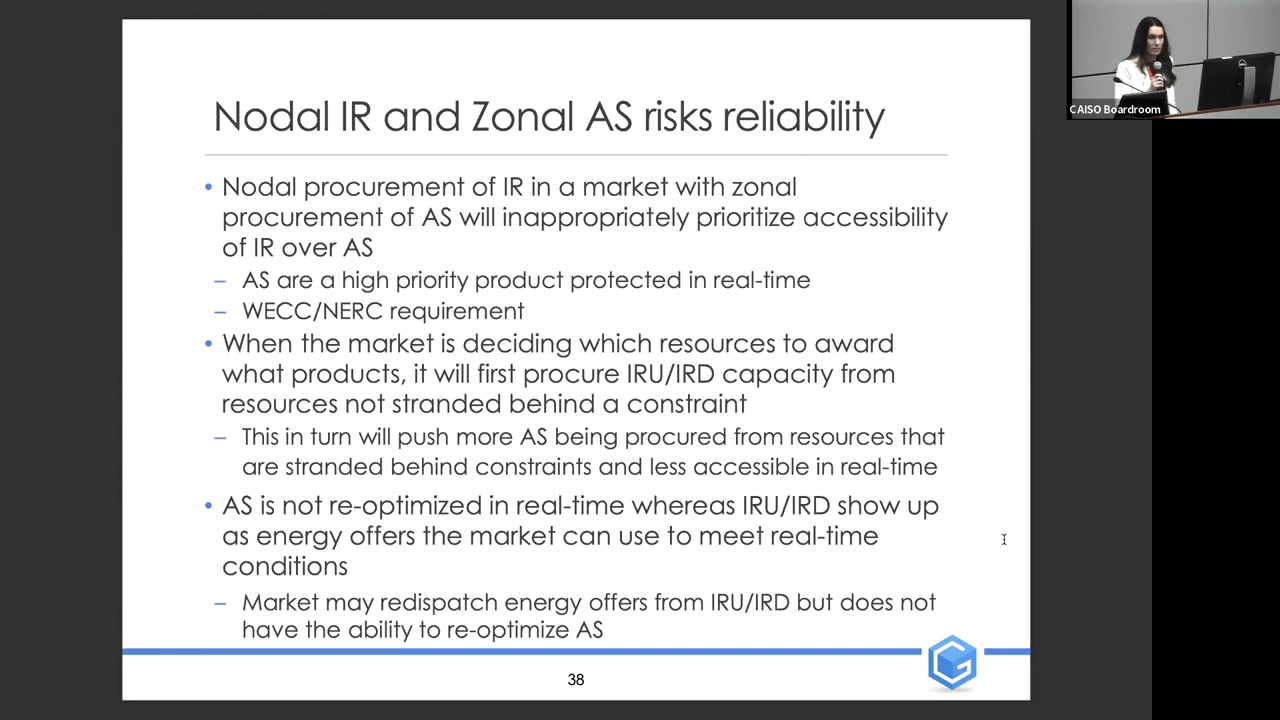 Nodal IR and Zonal AS risks reliability
• Nodal procurement of IR in a market with zonal
procurement of AS will inappropriately prioritize accessibility
of IR over AS
– AS are a high priority product protected in real-time
– WECC/NERC requirement
• When the market is deciding which resources to award
what products, it will first procure IRU/IRD capacity from
resources not stranded behind a constraint
– This in turn will push more AS being procured from resources that
are stranded behind constraints and less accessible in real-time
• AS is not re-optimized in real-time whereas IRU/IRD show up
as energy offers the market can use to meet real-time
conditions
– Market may redispatch energy offers from IRU/IRD but does not
have the ability to re-optimize AS
38
CAISO Boardroom